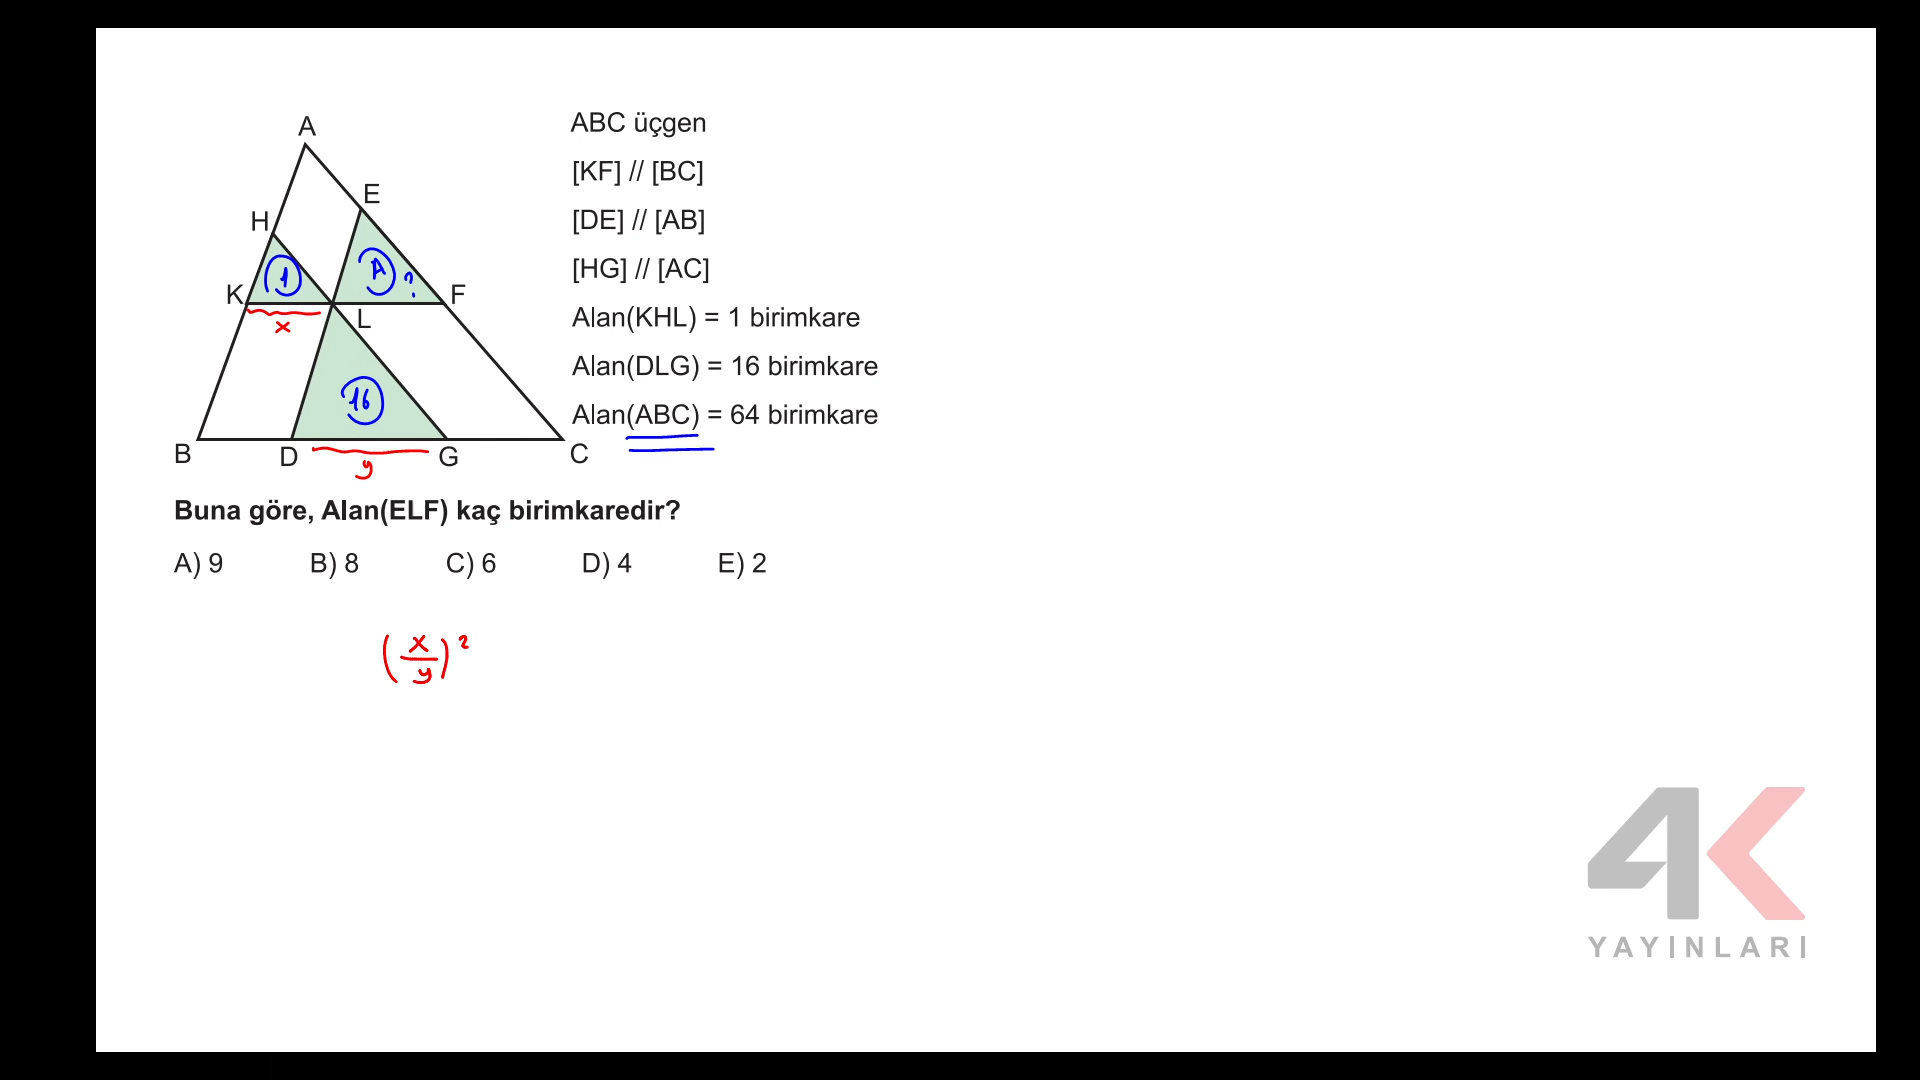 A
E
H
1
A ?
K
F
L
x
16
B
D
G
C
y
ABC üçgen
[KF] // [BC]
[DE] // [AB]
[HG] // [AC]
Alan(KHL) = 1 birimkare
Alan(DLG) = 16 birimkare
Alan(ABC) = 64 birimkare
Buna göre, Alan(ELF) kaç birimkaredir?
A) 9 B) 8 C) 6 D) 4 E) 2
(x/y)²
4K
YAYINLARI